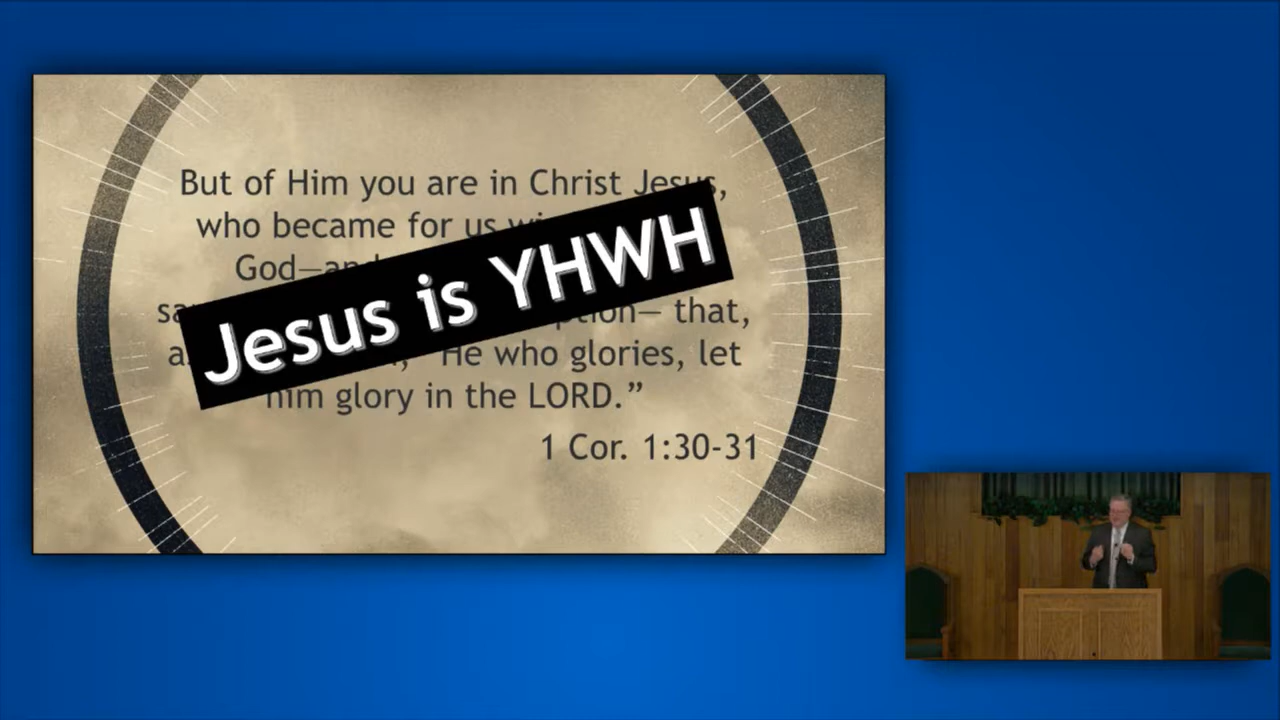 But of Him you are in Christ Jesus,
who became for us
God—and
that,
"He who glories, let
him glory in the LORD.”
1 Cor. 1:30-31
Jesus is YHWH